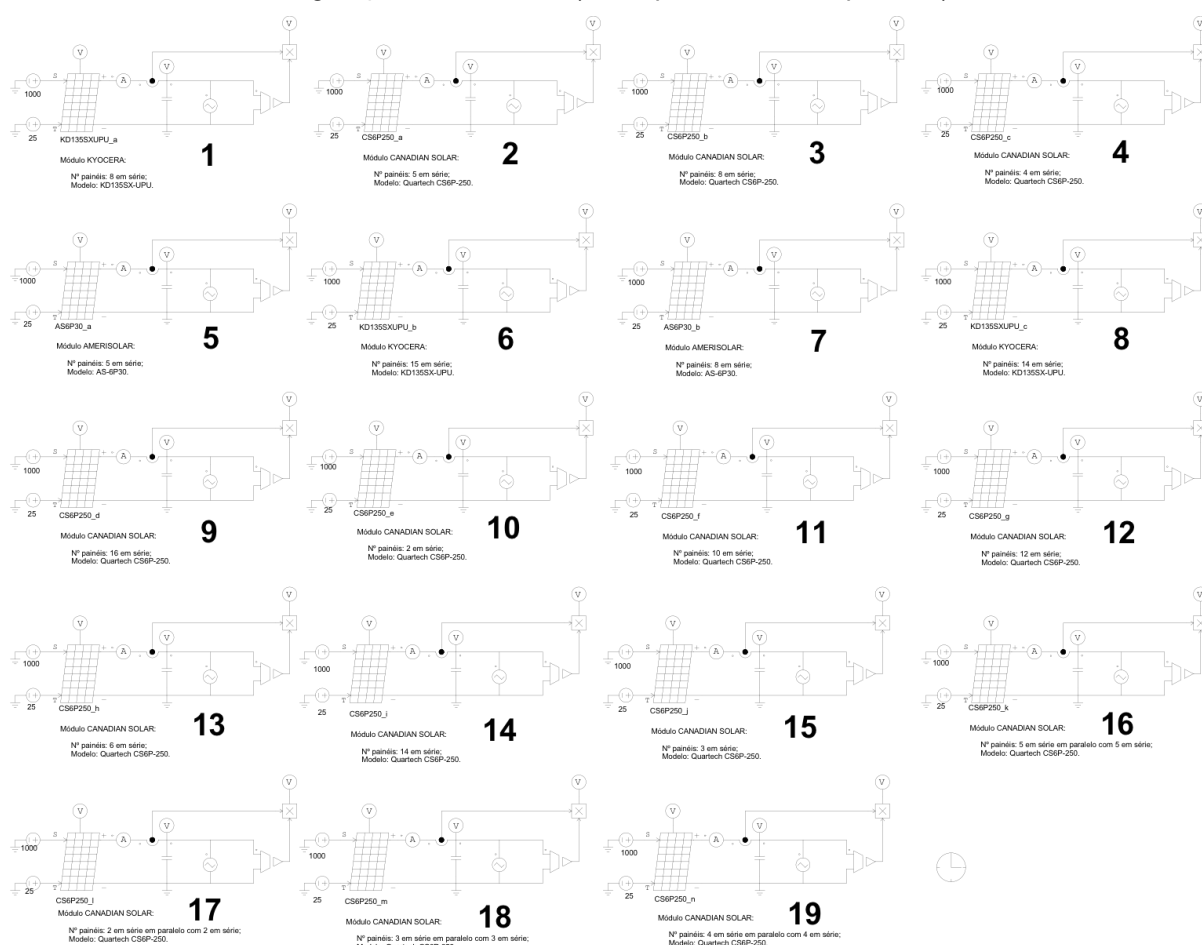 V V V V
V V V V
S + - A V S + - A V S + - A V S + - A V
1000 1000 1000 1000
T - T - T - T -
25 25 25 25
KD135SXUPU_a CS6P250_a CS6P250_b CS6P250_c
1 2 3 4
Módulo KYOCERA: Módulo CANADIAN SOLAR: Módulo CANADIAN SOLAR: Módulo CANADIAN SOLAR:
Nº painéis: 8 em série; Nº painéis: 5 em série; Nº painéis: 8 em série; Nº painéis: 4 em série;
Modelo: KD135SX-UPU. Modelo: Quartech CS6P-250. Modelo: Quartech CS6P-250. Modelo: Quartech CS6P-250.
V V V V
V V V V
S + - A V S + - A V S + - A V S + - A V
1000 1000 1000 1000
T - T - T - T -
25 25 25 25
AS6P30_a KD135SXUPU_b AS6P30_b KD135SXUPU_c
5 6 7 8
Módulo AMERISOLAR: Módulo KYOCERA: Módulo AMERISOLAR: Módulo KYOCERA:
Nº painéis: 5 em série; Nº painéis: 15 em série; Nº painéis: 8 em série; Nº painéis: 14 em série;
Modelo: AS-6P30. Modelo: KD135SX-UPU. Modelo: AS-6P30. Modelo: KD135SX-UPU.
V V V V
V V V V
S + - A V S + - A V S + - A V S + - A V
1000 1000 1000 1000
T - T - T - T -
25 25 25 25
CS6P250_d CS6P250_e CS6P250_f CS6P250_g
9 10 11 12
Módulo CANADIAN SOLAR: Módulo CANADIAN SOLAR: Módulo CANADIAN SOLAR: Módulo CANADIAN SOLAR:
Nº painéis: 16 em série; Nº painéis: 2 em série; Nº painéis: 10 em série; Nº painéis: 12 em série;
Modelo: Quartech CS6P-250. Modelo: Quartech CS6P-250. Modelo: Quartech CS6P-250. Modelo: Quartech CS6P-250.
V V V V
V V V V
S + - A V S + - A V S + - A V S + - A V
1000 1000 1000 1000
T - T - T - T -
25 25 25 25
CS6P250_h CS6P250_i CS6P250_j CS6P250_k
13 14 15 16
Módulo CANADIAN SOLAR: Módulo CANADIAN SOLAR: Módulo CANADIAN SOLAR: Módulo CANADIAN SOLAR:
Nº painéis: 6 em série; Nº painéis: 14 em série; Nº painéis: 3 em série; Nº painéis: 5 em série em paralelo com 5 em série;
Modelo: Quartech CS6P-250. Modelo: Quartech CS6P-250. Modelo: Quartech CS6P-250. Modelo: Quartech CS6P-250.
V V V
V V V
S + - A V S + - A V S + - A V
1000 1000 1000
T - T - T -
25 25 25
CS6P250_l CS6P250_m CS6P250_n
17 18 19
Módulo CANADIAN SOLAR: Módulo CANADIAN SOLAR: Módulo CANADIAN SOLAR:
Nº painéis: 2 em série em paralelo com 2 em série; Nº painéis: 3 em série em paralelo com 3 em série; Nº painéis: 4 em série em paralelo com 4 em série;
Modelo: Quartech CS6P-250. Modelo: Quartech CS6P-250.